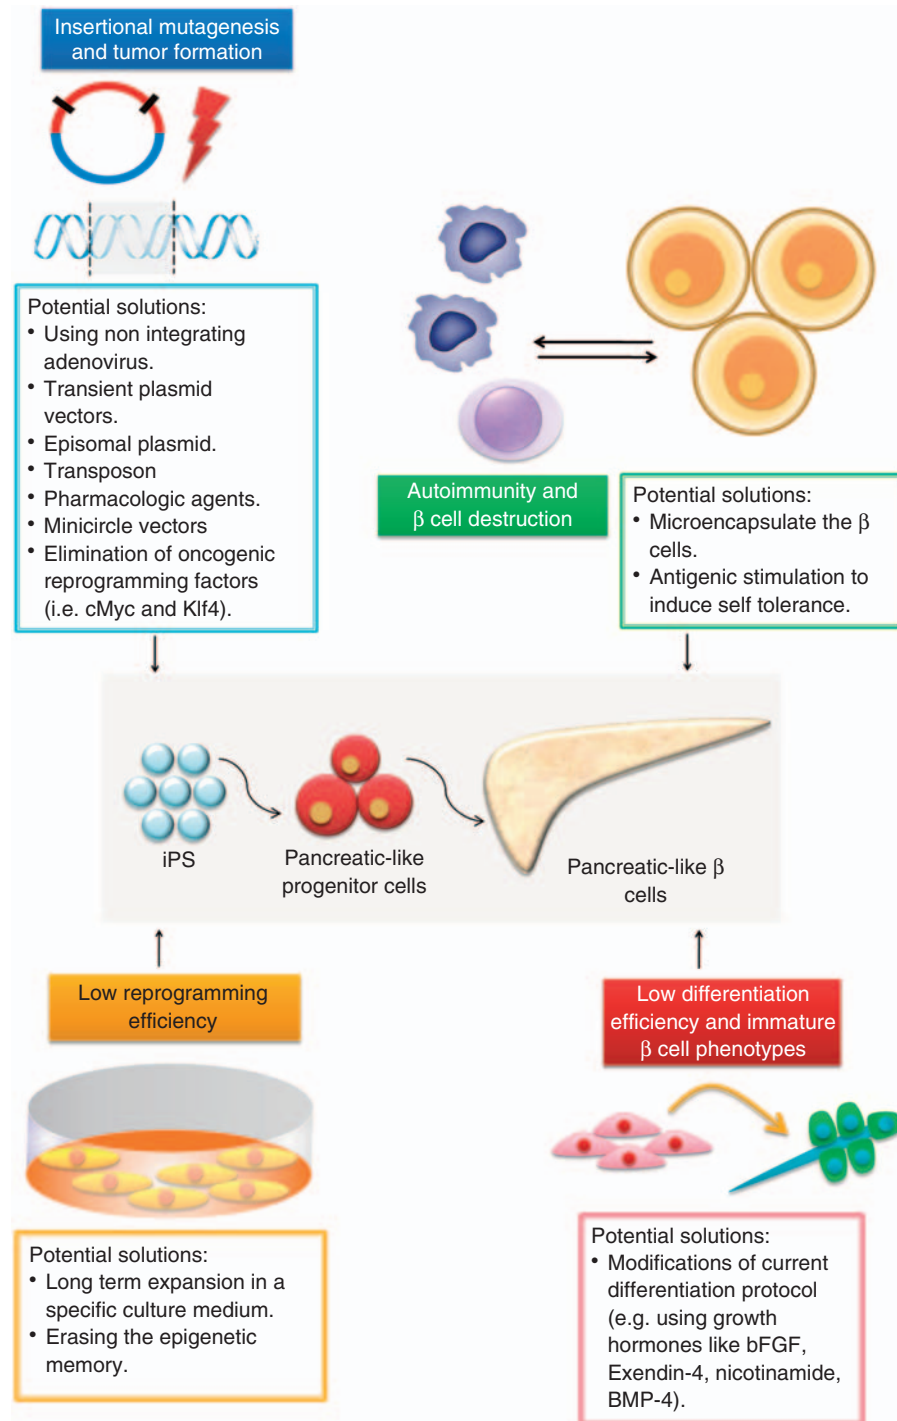 Insertional mutagenesis
and tumor formation
Potential solutions:
• Using non integrating
adenovirus.
• Transient plasmid
vectors.
• Episomal plasmid.
• Transposon
• Pharmacologic agents.
• Minicircle vectors
• Elimination of oncogenic
reprogramming factors
(i.e. cMyc and Klf4).
Autoimmunity and
β cell destruction
Potential solutions:
• Microencapsulate the β
cells.
• Antigenic stimulation to
induce self tolerance.
iPS
Pancreatic-like
progenitor cells
Pancreatic-like β
cells
Low reprogramming
efficiency
Potential solutions:
• Long term expansion in a
specific culture medium.
• Erasing the epigenetic
memory.
Low differentiation
efficiency and immature
β cell phenotypes
Potential solutions:
• Modifications of current
differentiation protocol
(e.g. using growth
hormones like bFGF,
Exendin-4, nicotinamide,
BMP-4).